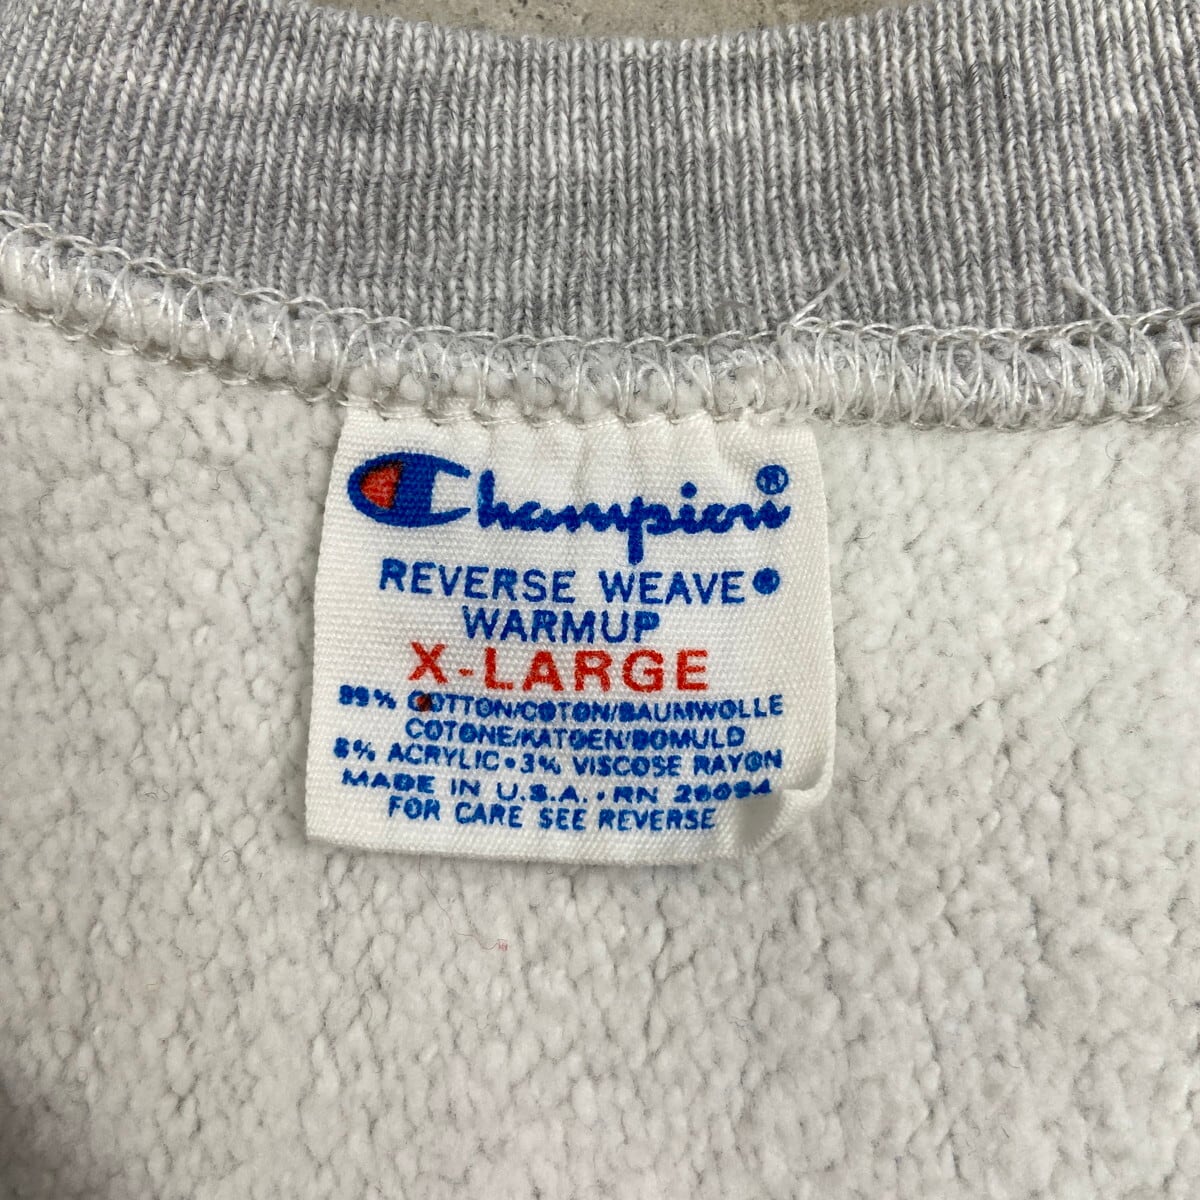 Champion®
REVERSE WEAVE®
WARMUP
X-LARGE
89% COTTON/COTON/BAUMWOLLE
COTONE/KATOEN/BOMULD
8% ACRYLIC • 3% VISCOSE RAYON
MADE IN U.S.A. • RN 26094
FOR CARE SEE REVERSE